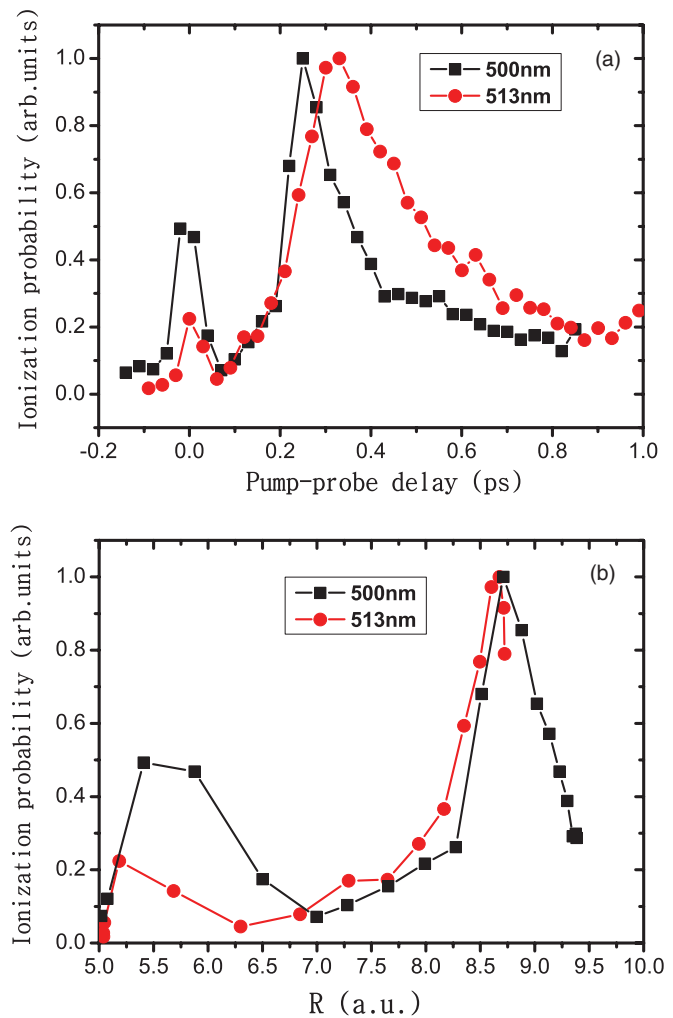 (a)
500nm
513nm
Ionization probability (arb.units)
1.0
0.8
0.6
0.4
0.2
0.0
-0.2 0.0 0.2 0.4 0.6 0.8 1.0
Pump-probe delay (ps)
(b)
500nm
513nm
Ionization probability (arb.units)
1.0
0.8
0.6
0.4
0.2
0.0
5.0 5.5 6.0 6.5 7.0 7.5 8.0 8.5 9.0 9.5 10.0
R (a.u.)